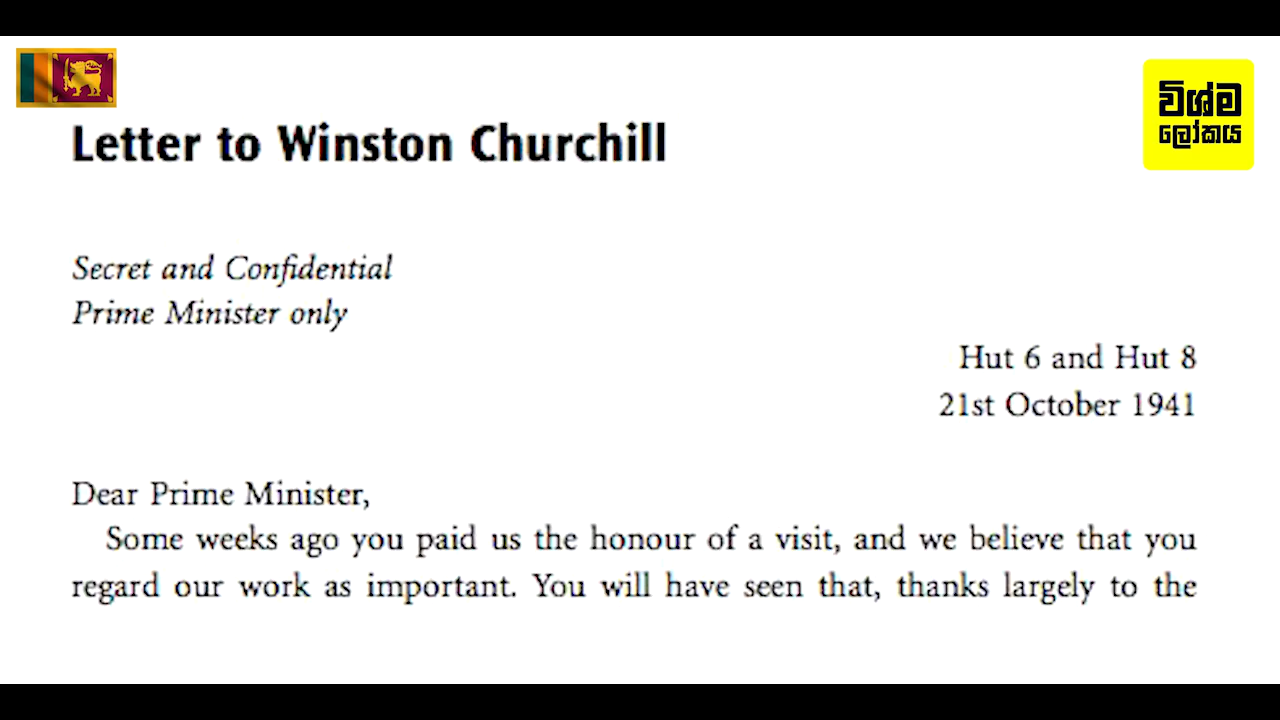 විශ්ම
ලෝකය
Letter to Winston Churchill
Secret and Confidential
Prime Minister only
Hut 6 and Hut 8
21st October 1941
Dear Prime Minister,
Some weeks ago you paid us the honour of a visit, and we believe that you
regard our work as important. You will have seen that, thanks largely to the